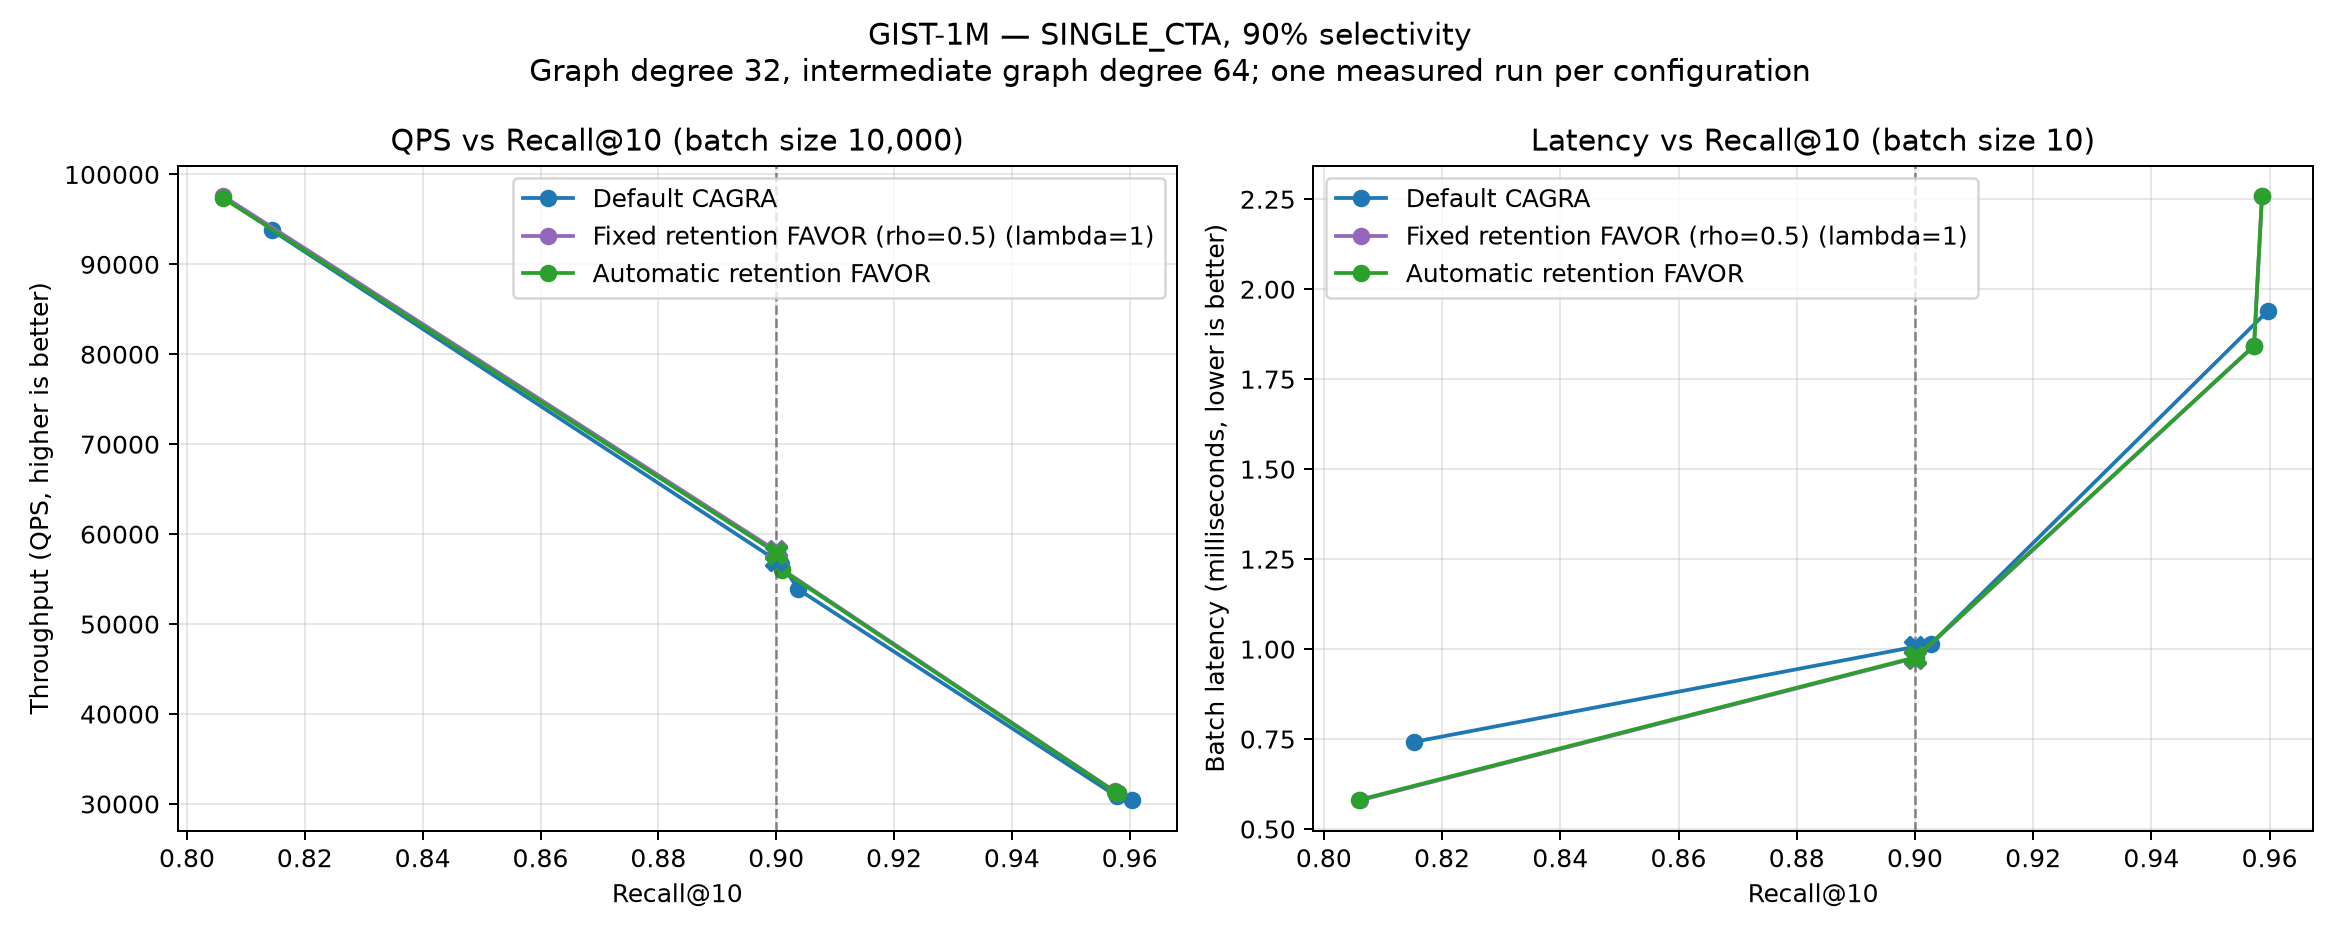 GIST-1M — SINGLE_CTA, 90% selectivity
Graph degree 32, intermediate graph degree 64; one measured run per configuration
QPS vs Recall@10 (batch size 10,000)
Throughput (QPS, higher is better)
100000
90000
80000
70000
60000
50000
40000
30000
Default CAGRA
Fixed retention FAVOR (rho=0.5) (lambda=1)
Automatic retention FAVOR
0.80 0.82 0.84 0.86 0.88 0.90 0.92 0.94 0.96
Recall@10
Latency vs Recall@10 (batch size 10)
Batch latency (milliseconds, lower is better)
2.25
2.00
1.75
1.50
1.25
1.00
0.75
0.50
Default CAGRA
Fixed retention FAVOR (rho=0.5) (lambda=1)
Automatic retention FAVOR
0.80 0.82 0.84 0.86 0.88 0.90 0.92 0.94 0.96
Recall@10